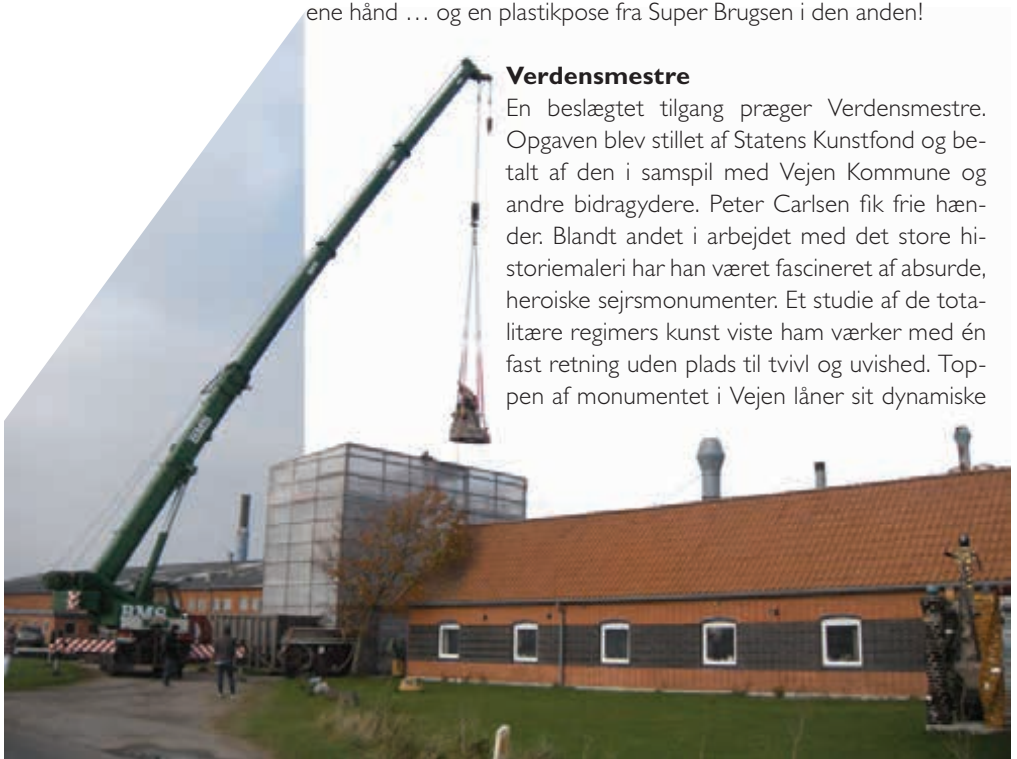 ene hånd … og en plastikpose fra Super Brugsen i den anden!
Verdensmestre
En beslægtet tilgang præger Verdensmestre.
Opgaven blev stillet af Statens Kunstfond og be-
talt af den i samspil med Vejen Kommune og
andre bidragydere. Peter Carlsen fik frie hæn-
der. Blandt andet i arbejdet med det store hi-
storiemaleri har han været fascineret af absurde,
heroiske sejrsmonumenter. Et studie af de tota-
litære regimers kunst viste ham værker med én
fast retning uden plads til tvivl og uvished. Top-
pen af monumentet i Vejen låner sit dynamiske
BMS
BMS